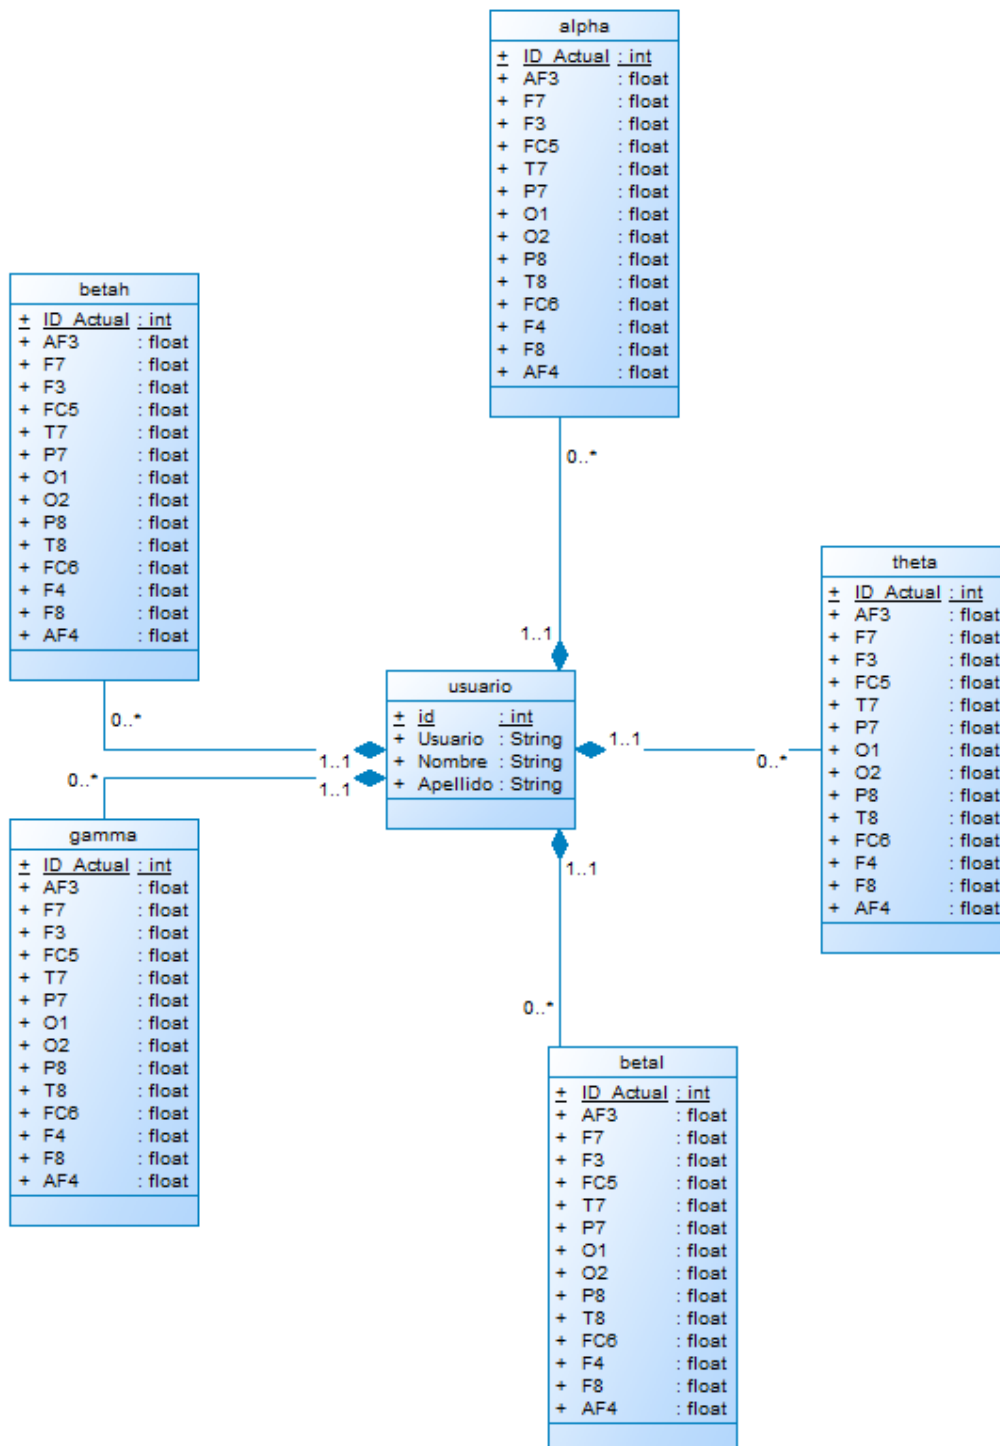 alpha
+ ID_Actual : int
+ AF3 : float
+ F7 : float
+ F3 : float
+ FC5 : float
+ T7 : float
+ P7 : float
+ O1 : float
+ O2 : float
+ P8 : float
+ T8 : float
+ FC6 : float
+ F4 : float
+ F8 : float
+ AF4 : float
0..*
1..1
betah
+ ID_Actual : int
+ AF3 : float
+ F7 : float
+ F3 : float
+ FC5 : float
+ T7 : float
+ P7 : float
+ O1 : float
+ O2 : float
+ P8 : float
+ T8 : float
+ FC6 : float
+ F4 : float
+ F8 : float
+ AF4 : float
0..*
1..1
theta
+ ID_Actual : int
+ AF3 : float
+ F7 : float
+ F3 : float
+ FC5 : float
+ T7 : float
+ P7 : float
+ O1 : float
+ O2 : float
+ P8 : float
+ T8 : float
+ FC6 : float
+ F4 : float
+ F8 : float
+ AF4 : float
usuario
+ id : int
+ Usuario : String
+ Nombre : String
+ Apellido : String
1..1
0..*
0..*
1..1
gamma
+ ID_Actual : int
+ AF3 : float
+ F7 : float
+ F3 : float
+ FC5 : float
+ T7 : float
+ P7 : float
+ O1 : float
+ O2 : float
+ P8 : float
+ T8 : float
+ FC6 : float
+ F4 : float
+ F8 : float
+ AF4 : float
1..1
0..*
betal
+ ID_Actual : int
+ AF3 : float
+ F7 : float
+ F3 : float
+ FC5 : float
+ T7 : float
+ P7 : float
+ O1 : float
+ O2 : float
+ P8 : float
+ T8 : float
+ FC6 : float
+ F4 : float
+ F8 : float
+ AF4 : float